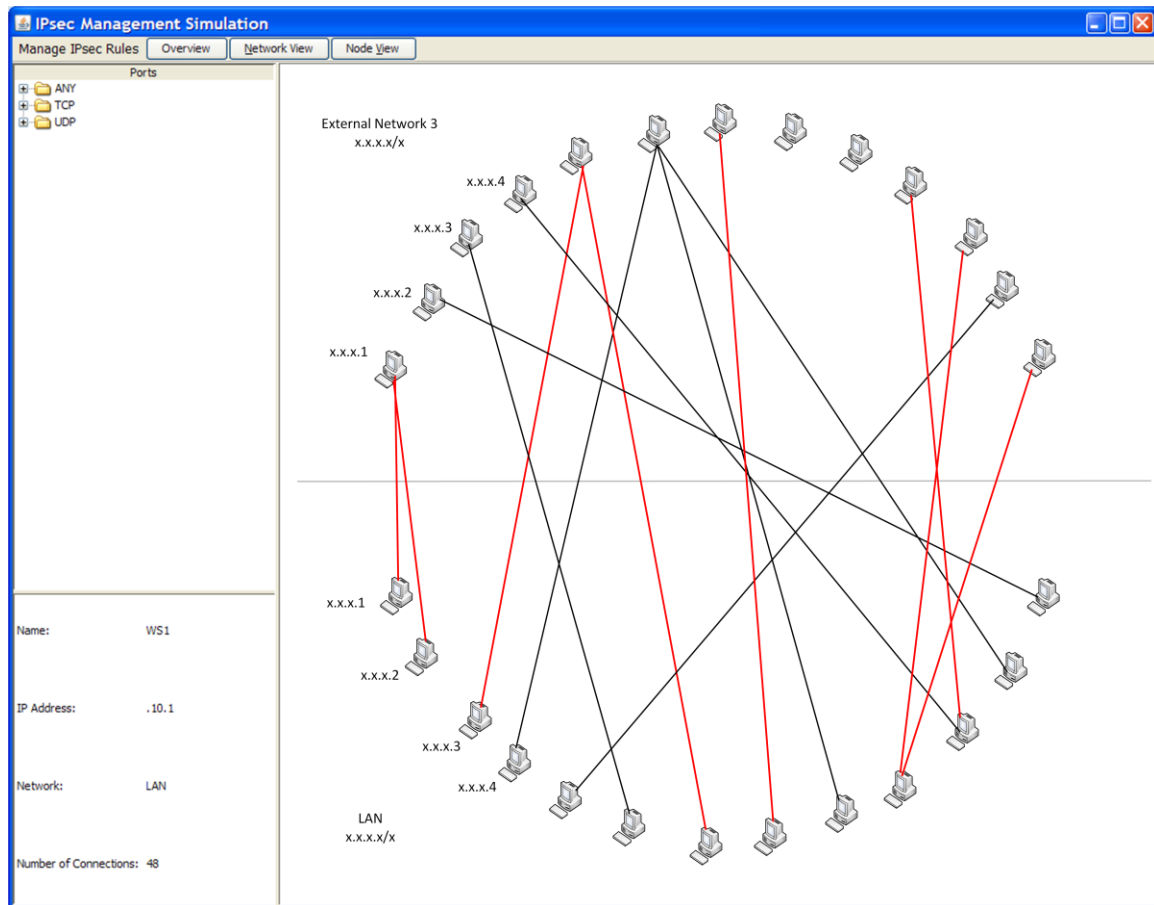 IPsec Management Simulation
Manage IPsec Rules Overview Network View Node View
Ports
ANY
TCP
UDP
External Network 3
x.x.x.x/x
x.x.x.4
x.x.x.3
x.x.x.2
x.x.x.1
x.x.x.1
x.x.x.2
x.x.x.3
x.x.x.4
LAN
x.x.x.x/x
Name: WS1
IP Address: .10.1
Network: LAN
Number of Connections: 48